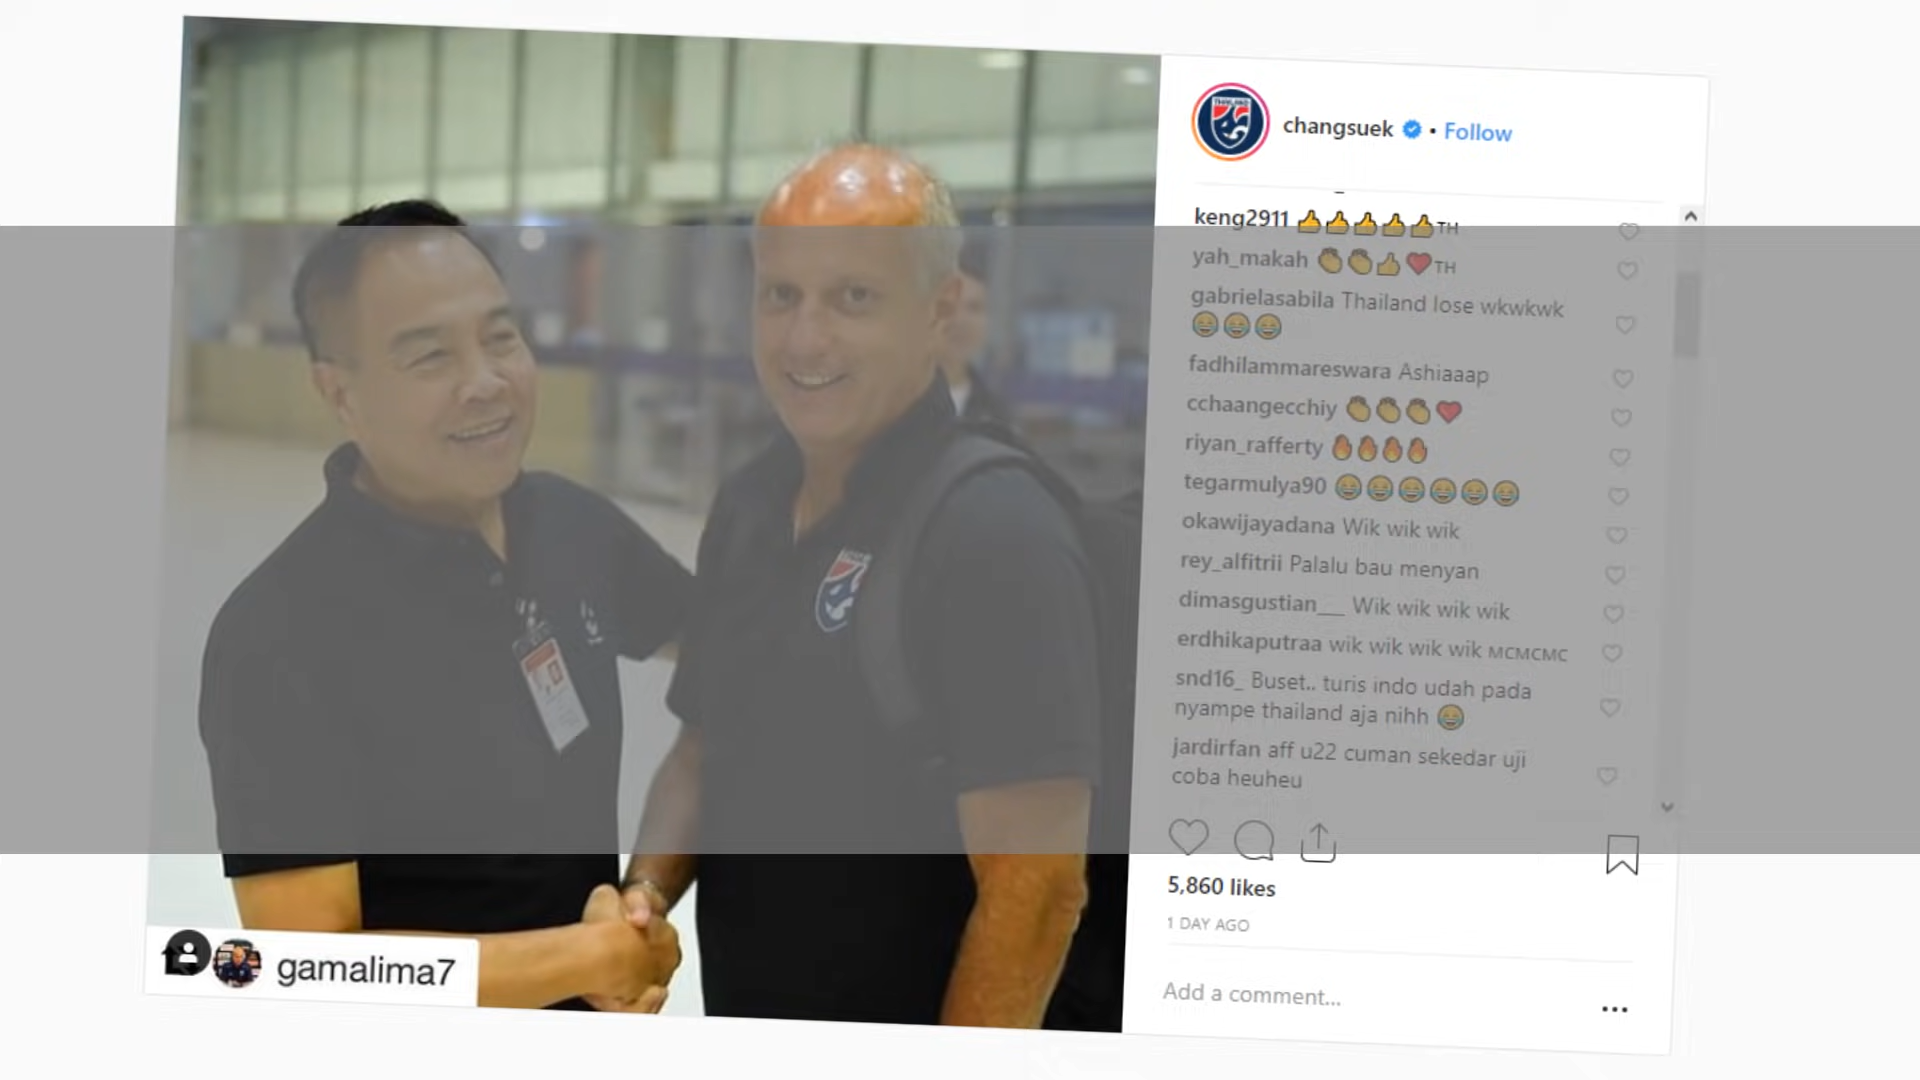 THAILAND
changsuek • Follow
keng2911 👍👍👍👍👍TH
yah_makah 👏👏👍❤️TH
gabrielasabila Thailand lose wkwkwk
😂😂😂
fadhilammareswara Ashiaaap
cchaangecchiy 👏👏👏❤️
riyan_rafferty 🔥🔥🔥🔥
tegarmulya90 😂😂😂😂😂😂
okawijayadana Wik wik wik
rey_alfitrii Palalu bau menyan
dimasgustian___ Wik wik wik wik
erdhikaputraa wik wik wik wik MCMCMC
snd16_ Buset.. turis indo udah pada
nyampe thailand aja nihh 😂
jardirfan aff u22 cuman sekedar uji
coba heuheu
5,860 likes
1 DAY AGO
Add a comment...
gamalima7